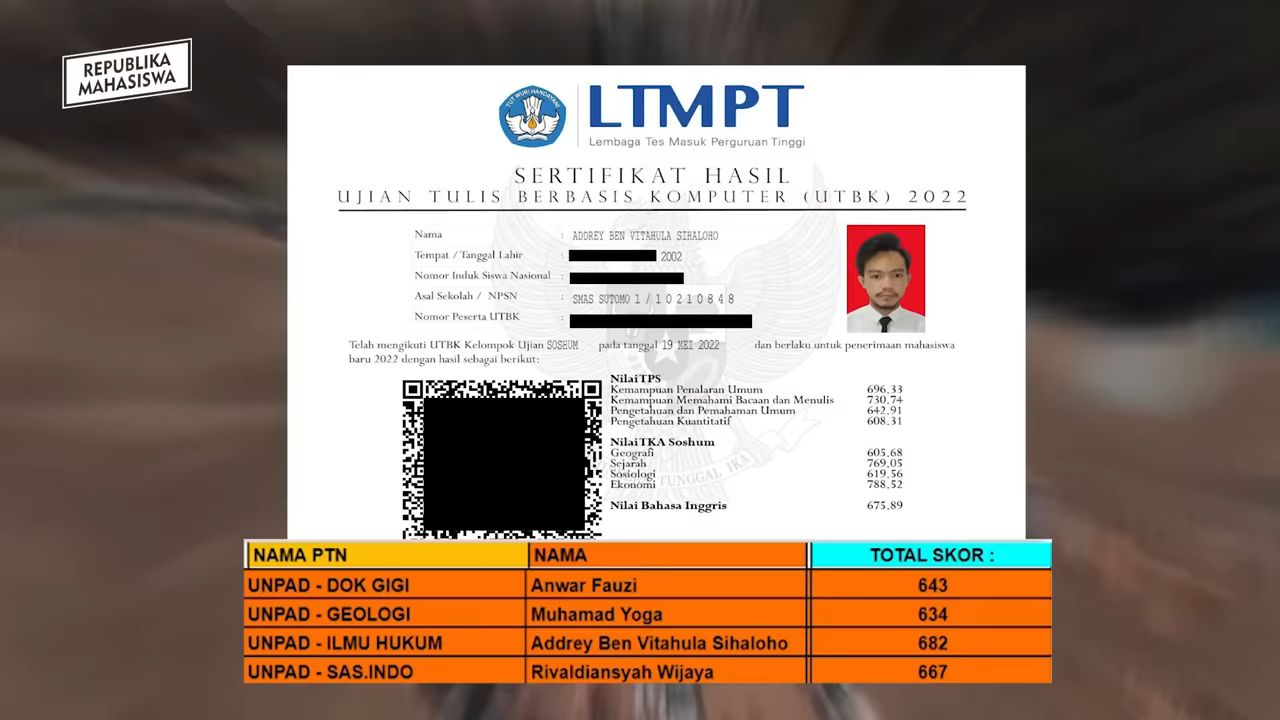 REPUBLIKA
MAHASISWA
TUT WURI HANDAYANI
LTMPT
Lembaga Tes Masuk Perguruan Tinggi
SERTIFIKAT HASIL
UJIAN TULIS BERBASIS KOMPUTER (UTBK) 2022
Nama : ADDREY BEN VITAHULA SIHALOHO
Tempat / Tanggal Lahir : 2002
Nomor Induk Siswa Nasional :
Asal Sekolah / NPSN : SMAS SUTOMO 1 / 10210848
Nomor Peserta UTBK :
Telah mengikuti UTBK Kelompok Ujian SOSHUM pada tanggal 19 MEI 2022 dan berlaku untuk penerimaan mahasiswa
baru 2022 dengan hasil sebagai berikut:
Nilai TPS
Kemampuan Penalaran Umum 696,33
Kemampuan Memahami Bacaan dan Menulis 730,74
Pengetahuan dan Pemahaman Umum 642,91
Pengetahuan Kuantitatif 608,31
Nilai TKA Soshum
Geografi 605,68
Sejarah 769,05
Sosiologi 619,56
Ekonomi 788,52
TUNGGAL IKA
Nilai Bahasa Inggris 675,89
NAMA PTN NAMA TOTAL SKOR :
UNPAD - DOK GIGI Anwar Fauzi 643
UNPAD - GEOLOGI Muhamad Yoga 634
UNPAD - ILMU HUKUM Addrey Ben Vitahula Sihaloho 682
UNPAD - SAS.INDO Rivaldiansyah Wijaya 667